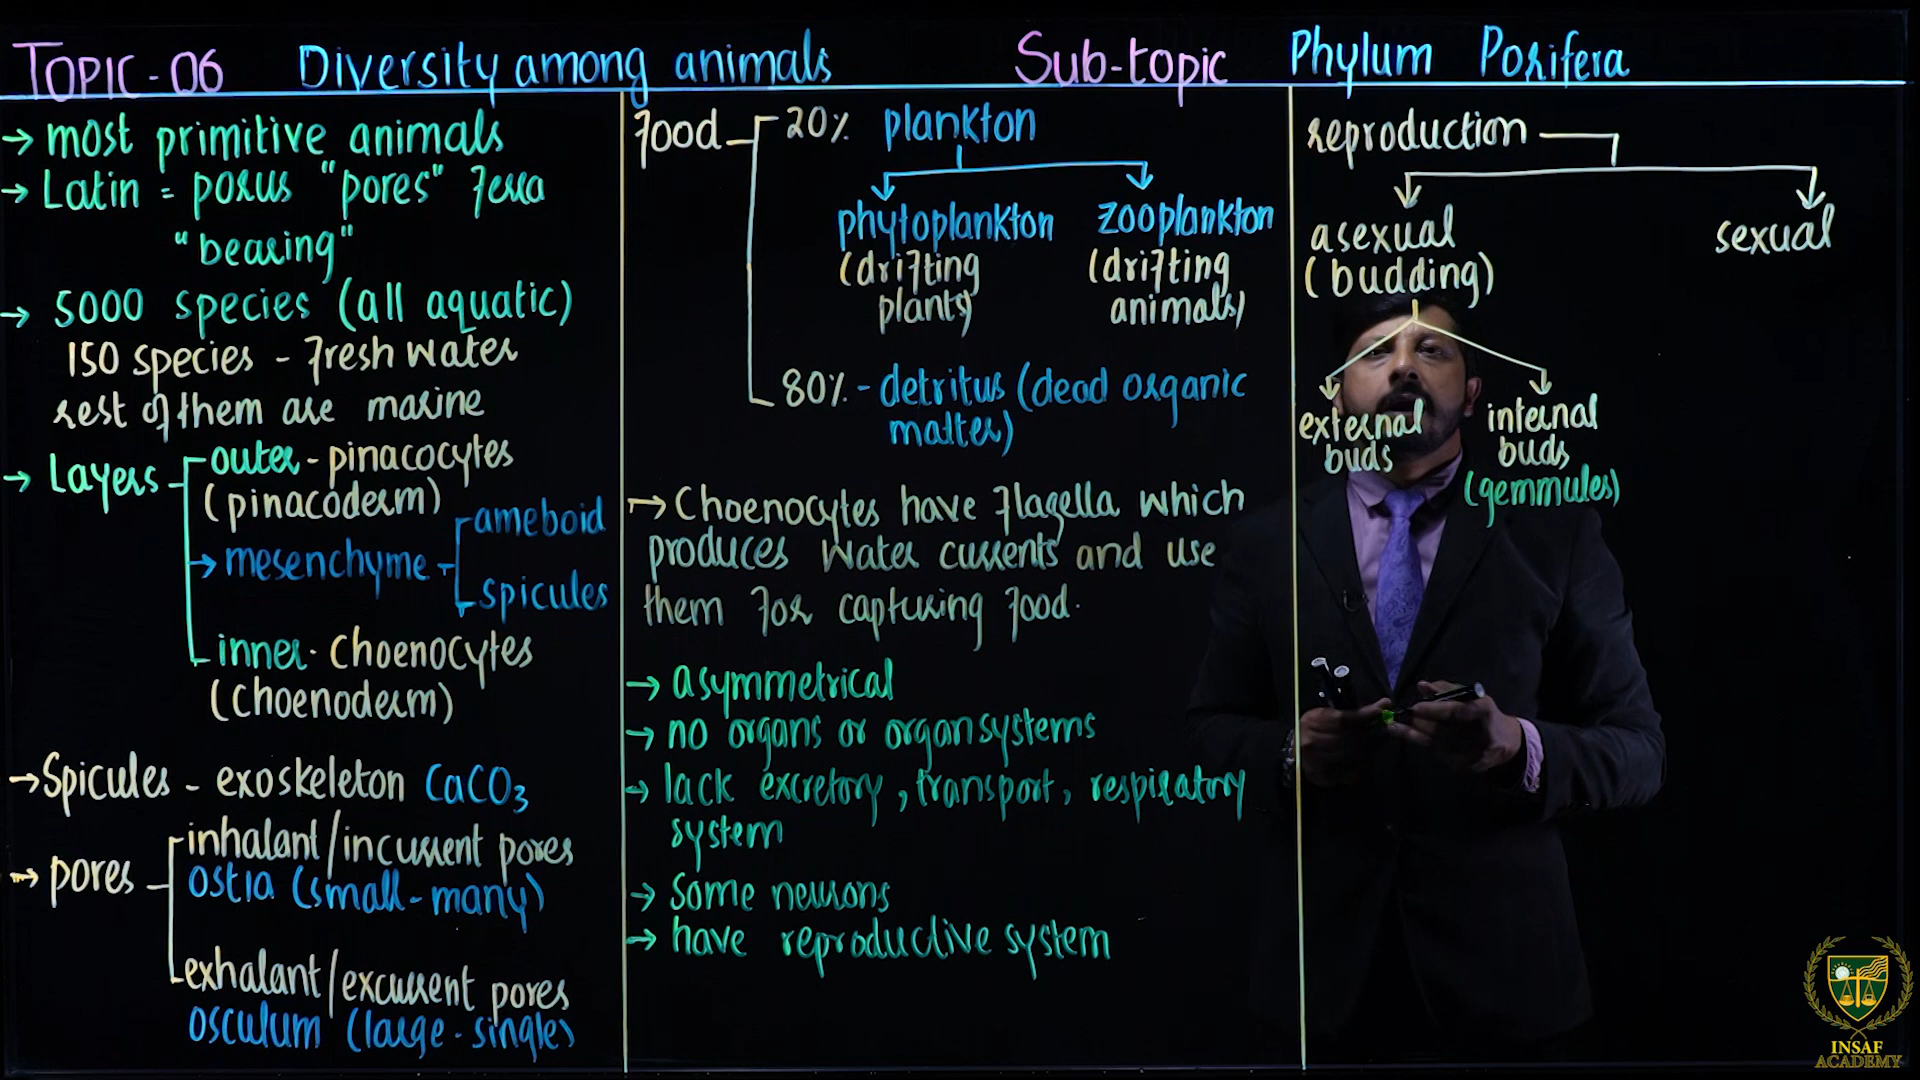 TOPIC-06 Diversity among animals Sub-topic Phylum Porifera
→ most primitive animals
→ Latin = porus "pores" Ferra
"bearing"
→ 5000 species (all aquatic)
150 species - Fresh water
rest of them are marine
→ Layers
outer - pinacocytes
(pinacoderm)
→ mesenchyme
ameboid
spicules
inner - Choenocytes
(Choenoderm)
→ Spicules - exoskeleton CaCO3
→ pores
inhalant/incurrent pores
ostia (small-many)
exhalant/excurrent pores
osculum (large-single)
Food
20% plankton
phytoplankton
(drifting
plants)
zooplankton
(drifting
animals)
80% - detritus (dead organic
matter)
→ Choenocytes have flagella which
produces water currents and use
them for capturing food.
→ asymmetrical
→ no organs or organsystems
→ lack excretory, transport, respiratory
system
→ Some neurons
→ have reproductive system
reproduction
asexual
(budding)
sexual
external
buds
internal
buds
(gemmules)
INSAF
ACADEMY